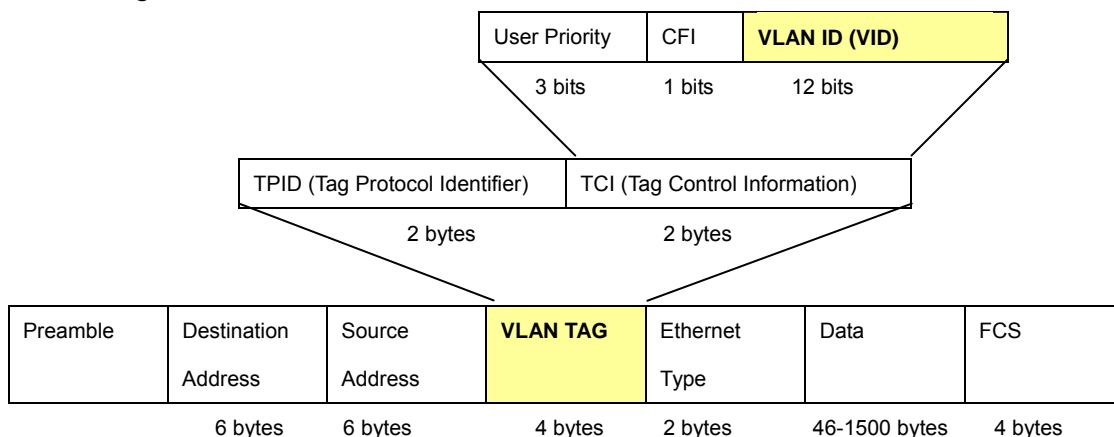 User Priority CFI VLAN ID (VID)
3 bits 1 bits 12 bits
TPID (Tag Protocol Identifier) TCI (Tag Control Information)
2 bytes 2 bytes
Preamble Destination Source VLAN TAG Ethernet Data FCS
Address Address Type
6 bytes 6 bytes 4 bytes 2 bytes 46-1500 bytes 4 bytes